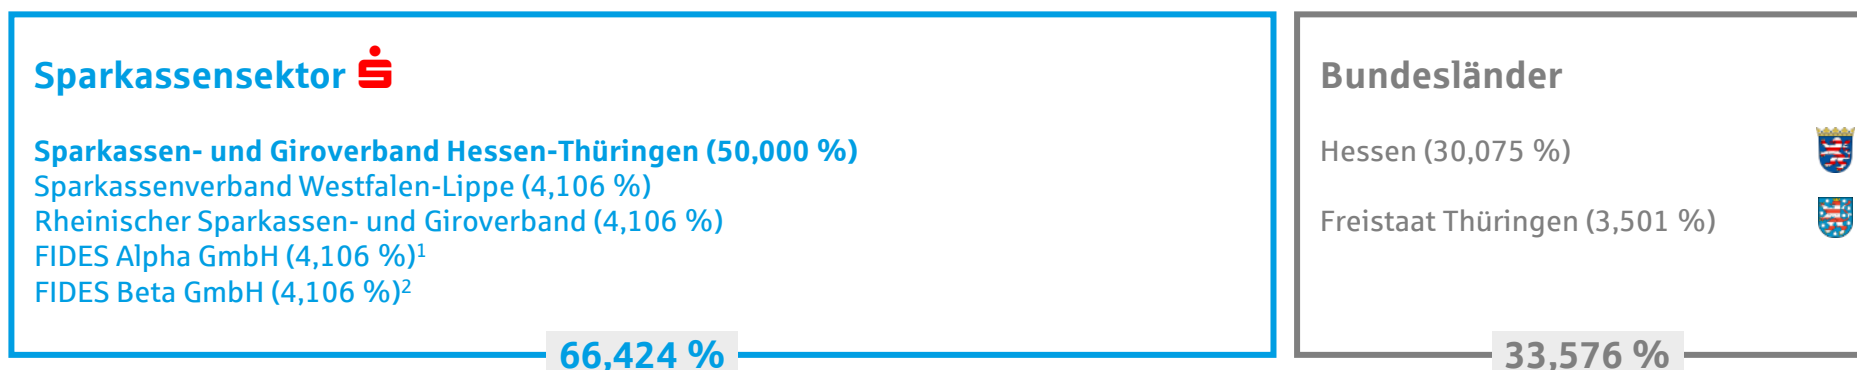 Sparkassensektor
Sparkassen- und Giroverband Hessen-Thüringen (50,000 %)
Sparkassenverband Westfalen-Lippe (4,106 %)
Rheinischer Sparkassen- und Giroverband (4,106 %)
FIDES Alpha GmbH (4,106 %)¹
FIDES Beta GmbH (4,106 %)²
66,424 %
Bundesländer
Hessen (30,075 %)
Freistaat Thüringen (3,501 %)
33,576 %